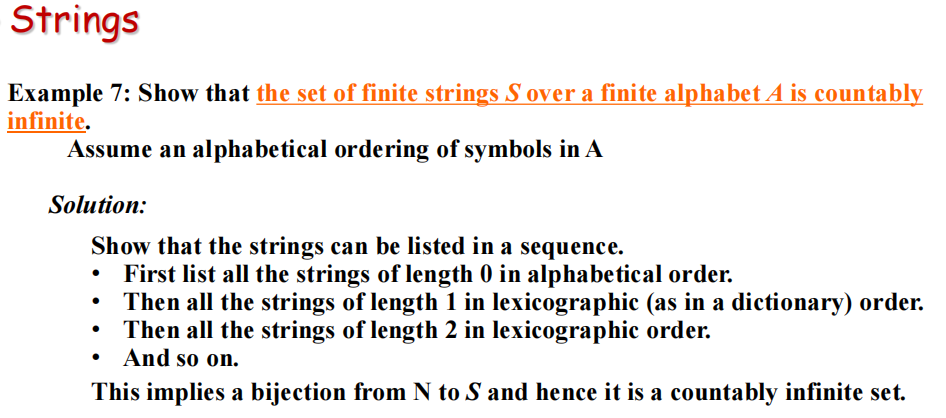 Strings
Example 7: Show that the set of finite strings S over a finite alphabet A is countably
infinite.
Assume an alphabetical ordering of symbols in A
Solution:
Show that the strings can be listed in a sequence.
• First list all the strings of length 0 in alphabetical order.
• Then all the strings of length 1 in lexicographic (as in a dictionary) order.
• Then all the strings of length 2 in lexicographic order.
• And so on.
This implies a bijection from N to S and hence it is a countably infinite set.